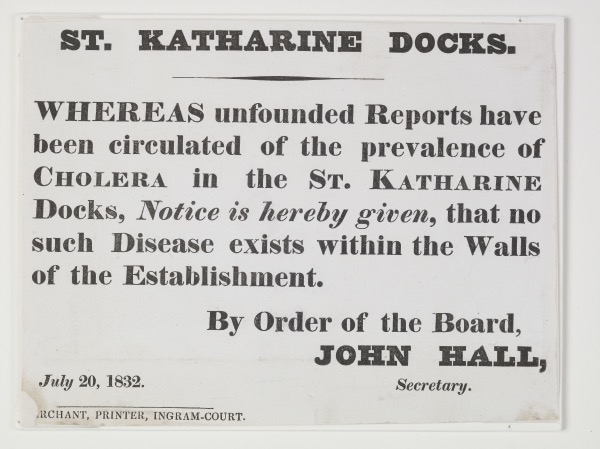 ST. KATHARINE DOCKS.
WHEREAS unfounded Reports have
been circulated of the prevalence of
CHOLERA in the ST. KATHARINE
Docks, Notice is hereby given, that no
such Disease exists within the Walls
of the Establishment.
By Order of the Board,
JOHN HALL,
July 20, 1832.
Secretary.
RCHANT, PRINTER, INGRAM-COURT.